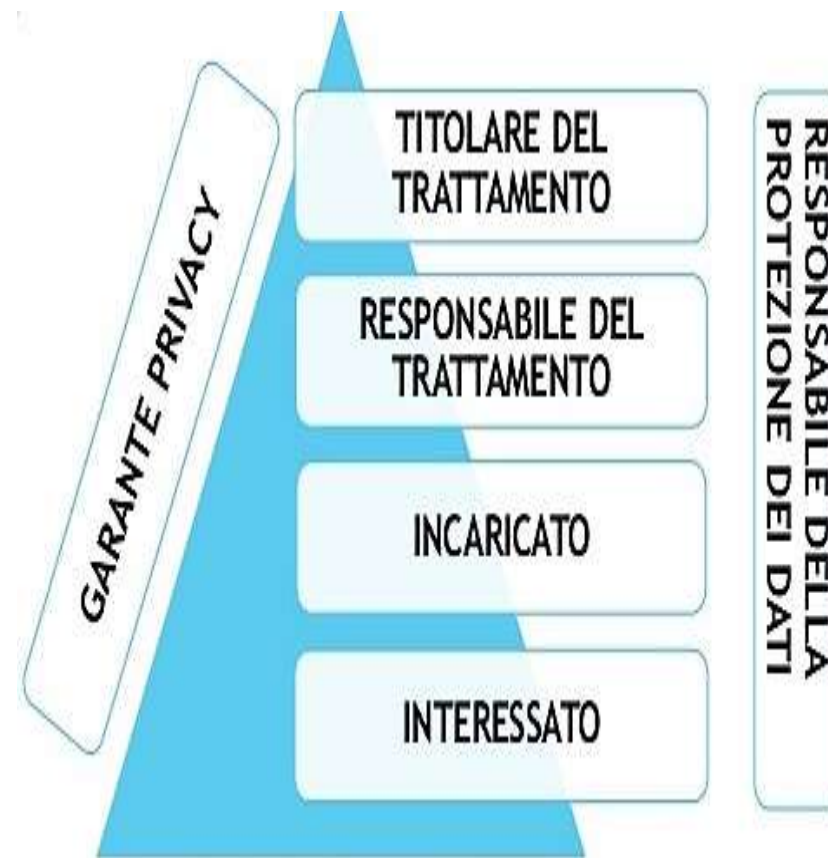 GARANTE PRIVACY
TITOLARE DEL
TRATTAMENTO
RESPONSABILE DEL
TRATTAMENTO
INCARICATO
INTERESSATO
RESPONSABILE DELLA
PROTEZIONE DEI DATI